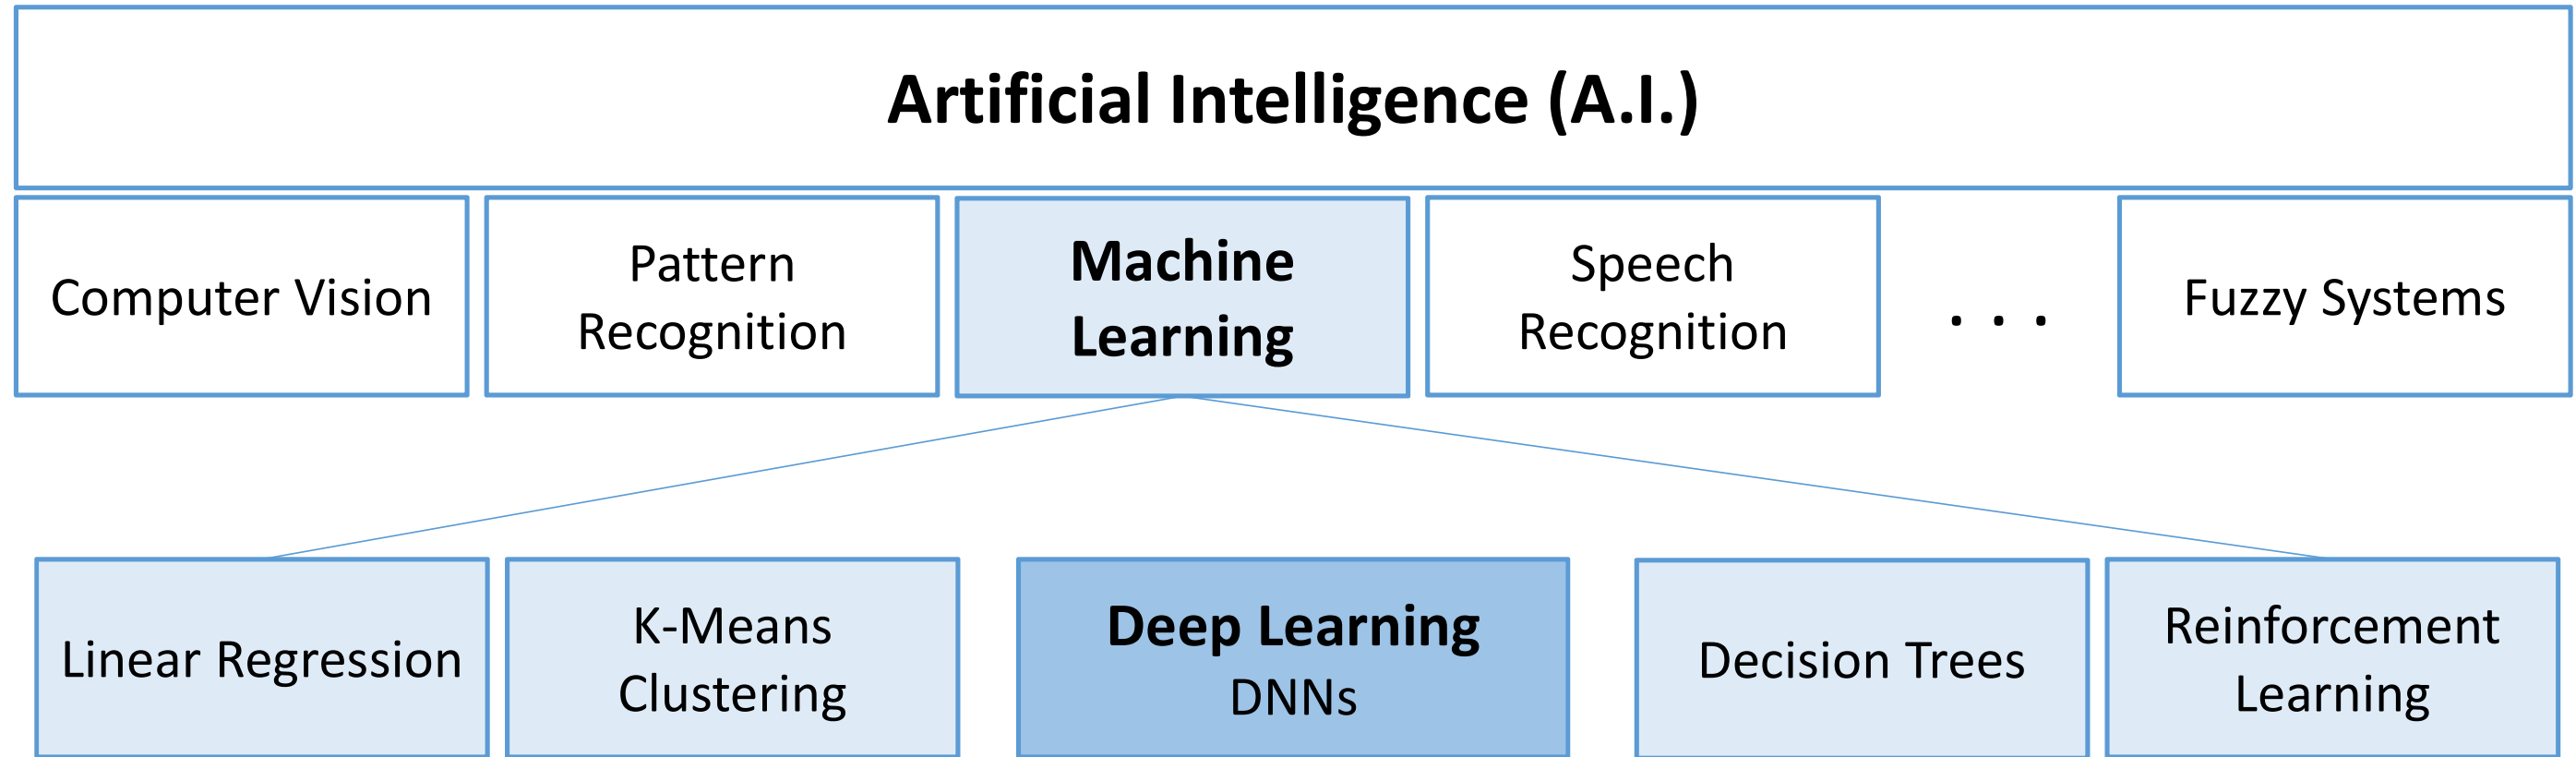 Artificial Intelligence (A.I.)
Computer Vision
Pattern
Recognition
Machine
Learning
Speech
Recognition
. . .
Fuzzy Systems
Linear Regression
K-Means
Clustering
Deep Learning
DNNs
Decision Trees
Reinforcement
Learning